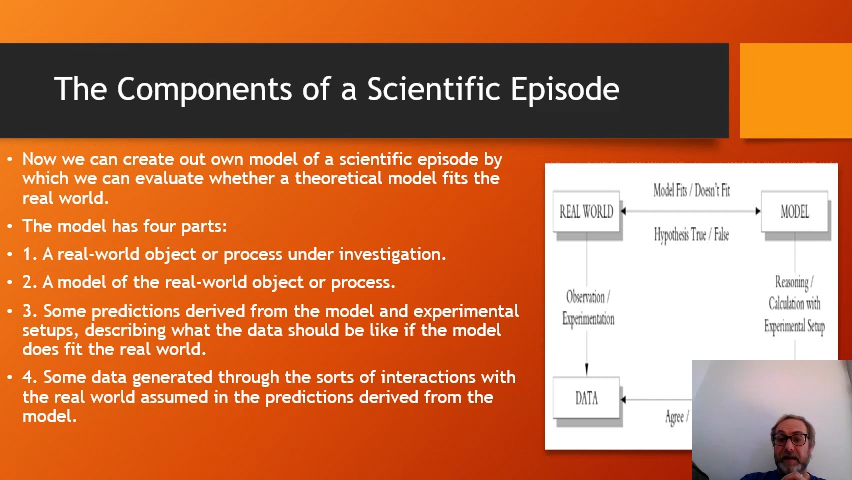 The Components of a Scientific Episode
• Now we can create out own model of a scientific episode by
which we can evaluate whether a theoretical model fits the
real world.
• The model has four parts:
• 1. A real-world object or process under investigation.
• 2. A model of the real-world object or process.
• 3. Some predictions derived from the model and experimental
setups, describing what the data should be like if the model
does fit the real world.
• 4. Some data generated through the sorts of interactions with
the real world assumed in the predictions derived from the
model.
Model Fits / Doesn't Fit
REAL WORLD
MODEL
Hypothesis True / False
Observation /
Experimentation
Reasoning /
Calculation with
Experimental Setup
DATA
Agree /